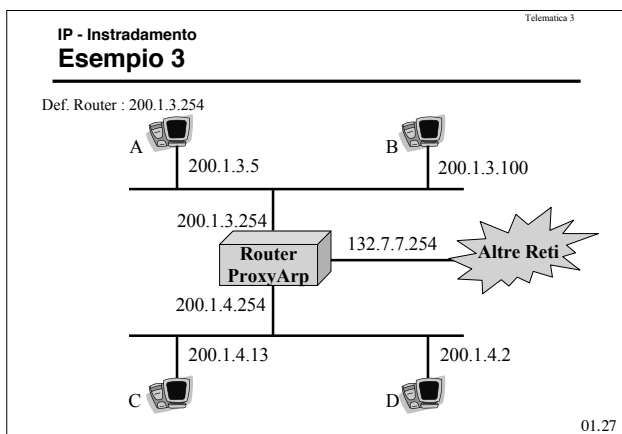 Telematica 3
IP - Instradamento
Esempio 3
Def. Router : 200.1.3.254
A
B
200.1.3.5
200.1.3.100
200.1.3.254
132.7.7.254
Router
ProxyArp
Altre Reti
200.1.4.254
200.1.4.13
200.1.4.2
C
D
01.27